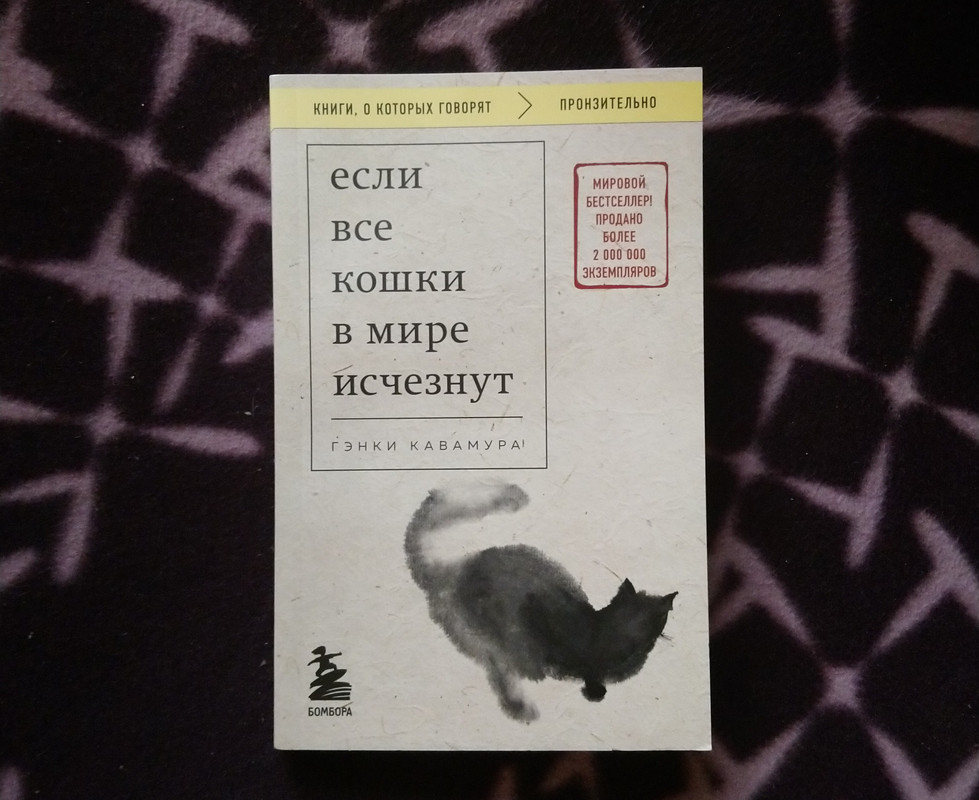 КНИГИ, О КОТОРЫХ ГОВОРЯТ > ПРОНЗИТЕЛЬНО
если
все
кошки
в мире
исчезнут
ГЭНКИ КАВАМУРА
МИРОВОЙ
БЕСТСЕЛЛЕР!
ПРОДАНО
БОЛЕЕ
2 000 000
ЭКЗЕМПЛЯРОВ
БОМБОРА